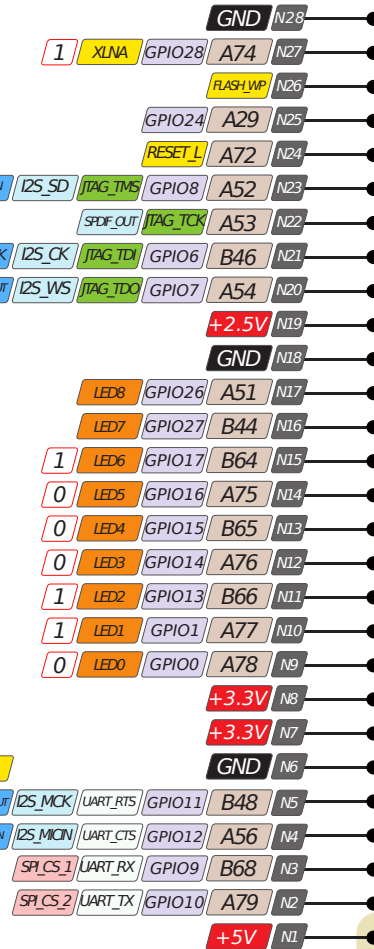 GND N28
1 XLNA GPIO28 A74 N27
FLASH_WP N26
GPIO24 A29 N25
RESET_L A72 N24
I2S_SD JTAG_TMS GPIO8 A52 N23
SPDIF_OUT JTAG_TCK A53 N22
I2S_CK JTAG_TDI GPIO6 B46 N21
I2S_WS JTAG_TDO GPIO7 A54 N20
+2.5V N19
GND N18
LED8 GPIO26 A51 N17
LED7 GPIO27 B44 N16
1 LED6 GPIO17 B64 N15
0 LED5 GPIO16 A75 N14
0 LED4 GPIO15 B65 N13
0 LED3 GPIO14 A76 N12
1 LED2 GPIO13 B66 N11
1 LED1 GPIO1 A77 N10
0 LED0 GPIO0 A78 N9
+3.3V N8
+3.3V N7
GND N6
I2S_MCK UART_RTS GPIO11 B48 N5
I2S_MICIN UART_CTS GPIO12 A56 N4
SPI_CS_1 UART_RX GPIO9 B68 N3
SPI_CS_2 UART_TX GPIO10 A79 N2
+5V N1